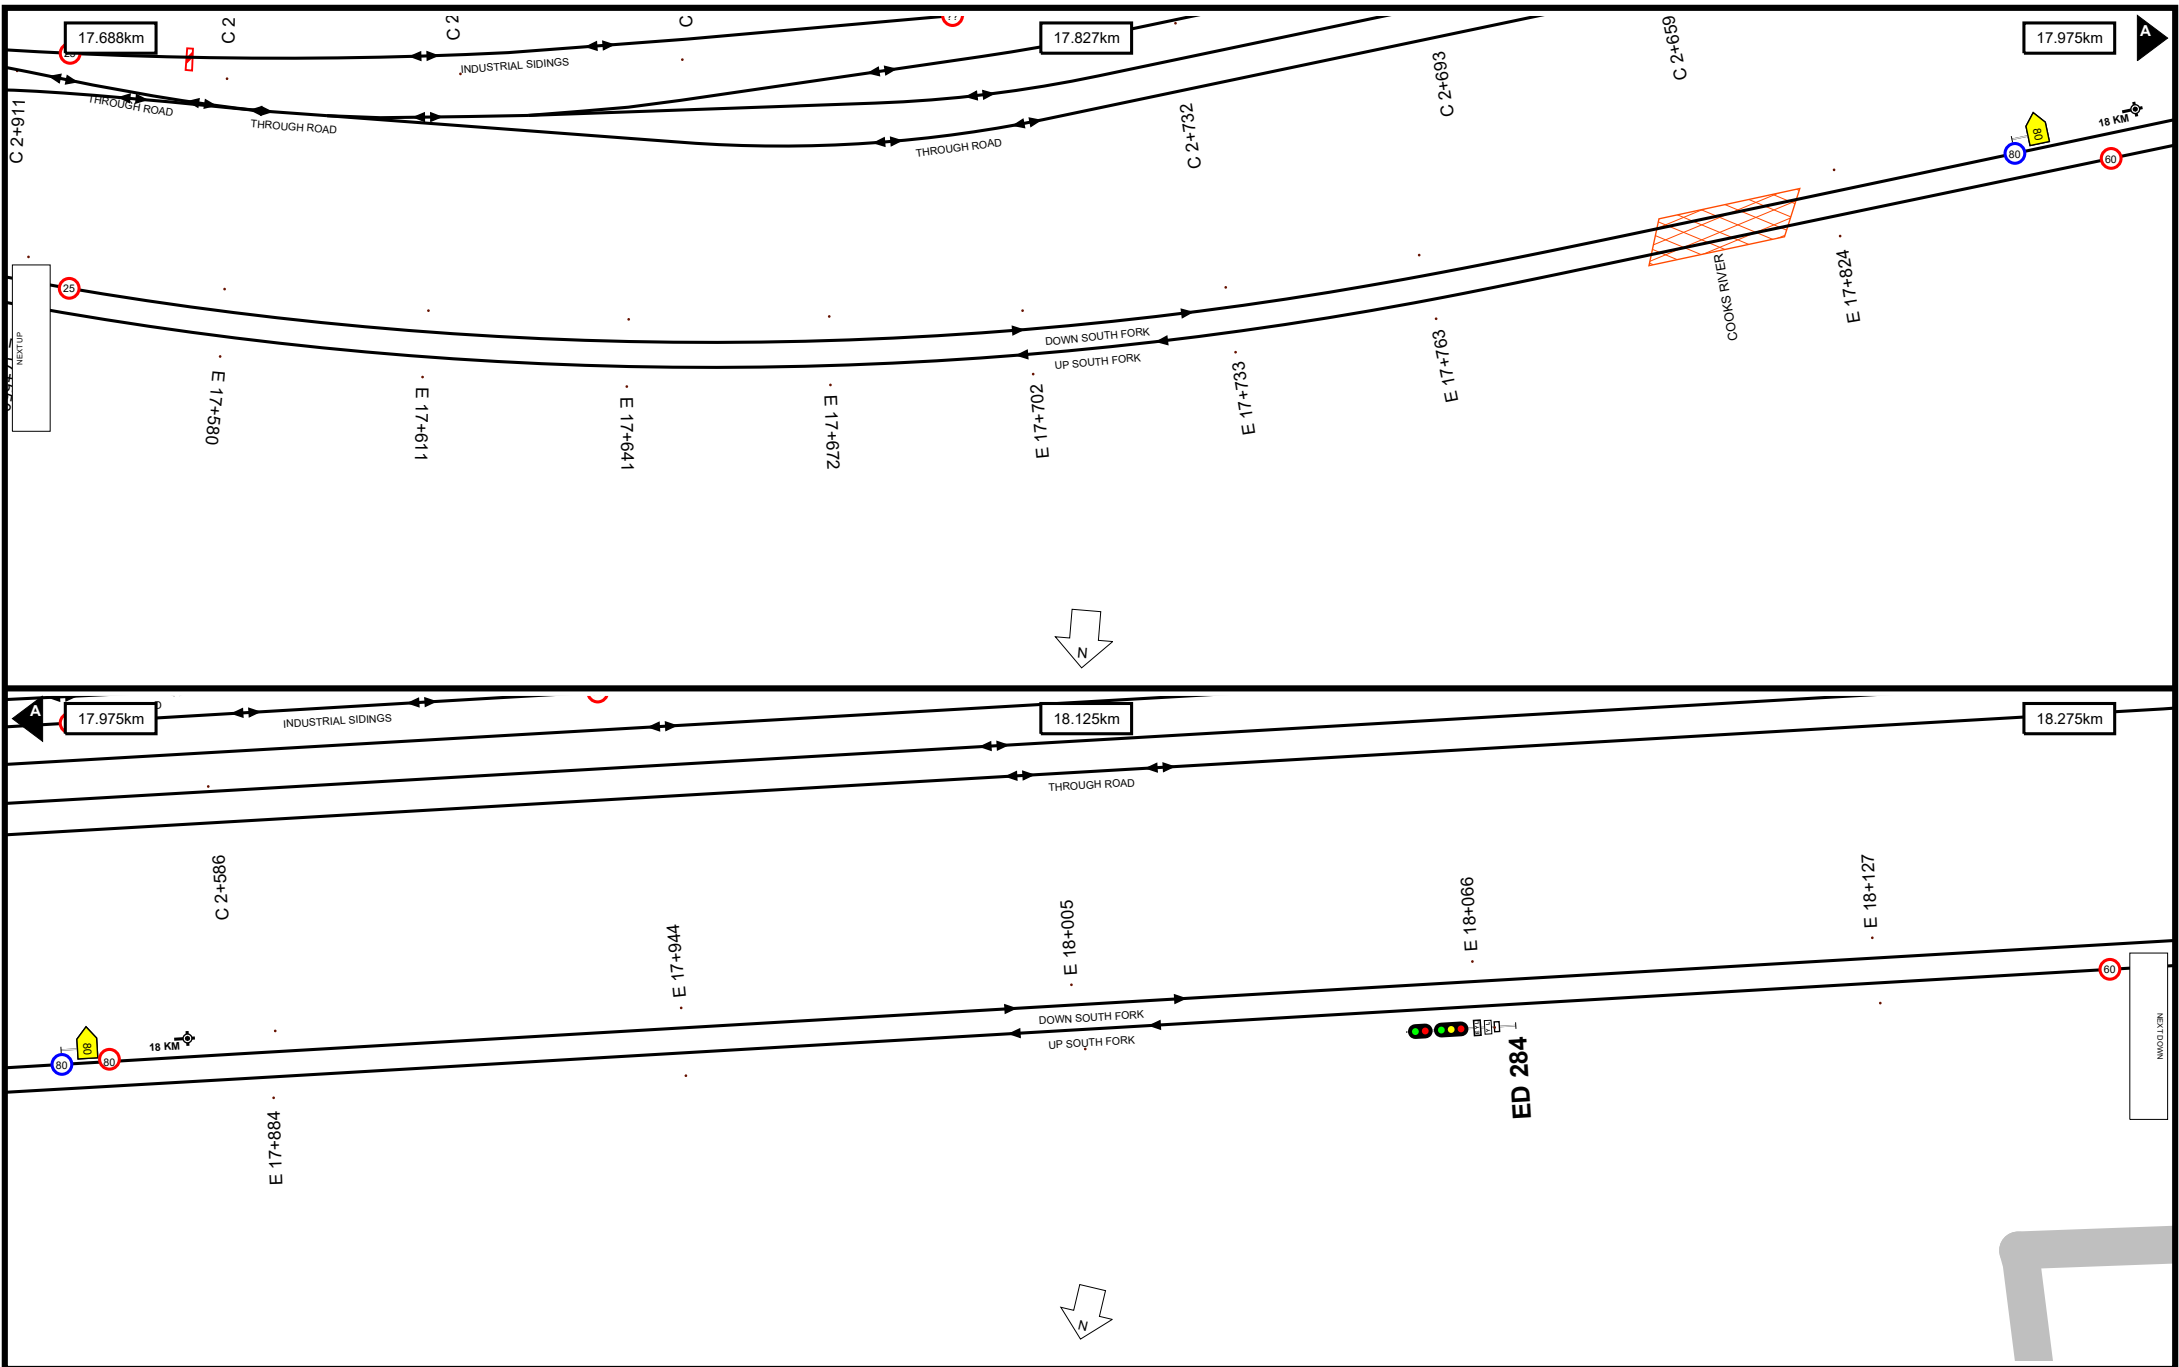 17.688km
17.827km
17.975km
A
C 2
C 2
C
C 2+659
C 2+693
C 2+732
C 2+911
INDUSTRIAL SIDINGS
THROUGH ROAD
THROUGH ROAD
THROUGH ROAD
18 KM
80
80
60
25
NEXT UP
DOWN SOUTH FORK
UP SOUTH FORK
COOKS RIVER
E 17+580
E 17+611
E 17+641
E 17+672
E 17+702
E 17+733
E 17+763
E 17+824
N
A
17.975km
18.125km
18.275km
INDUSTRIAL SIDINGS
THROUGH ROAD
C 2+586
E 17+944
E 18+005
E 18+066
E 18+127
80
80
80
18 KM
DOWN SOUTH FORK
UP SOUTH FORK
60
NEXT DOWN
ED 284
E 17+884
N